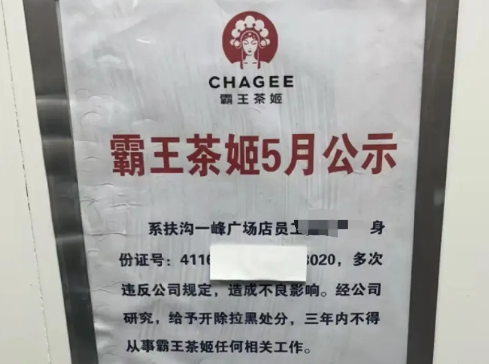 CHAGEE
霸王茶姬
霸王茶姬5月公示
系扶沟一峰广场店员工 身
份证号：4116 3020，多次
违反公司规定，造成不良影响。经公司
研究，给予开除拉黑处分，三年内不得
从事霸王茶姬任何相关工作。